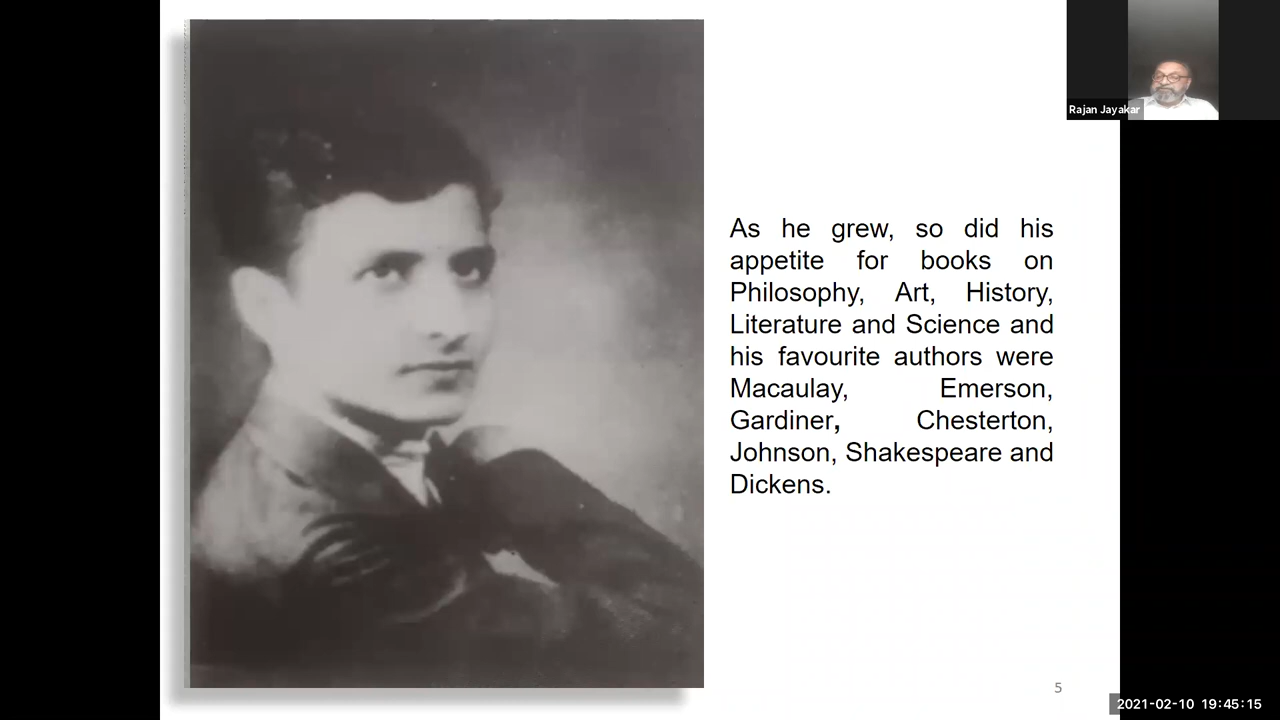 Rajan Jayakar
As he grew, so did his
appetite for books on
Philosophy, Art, History,
Literature and Science and
his favourite authors were
Macaulay, Emerson,
Gardiner, Chesterton,
Johnson, Shakespeare and
Dickens.
5
2021-02-10 19:45:15